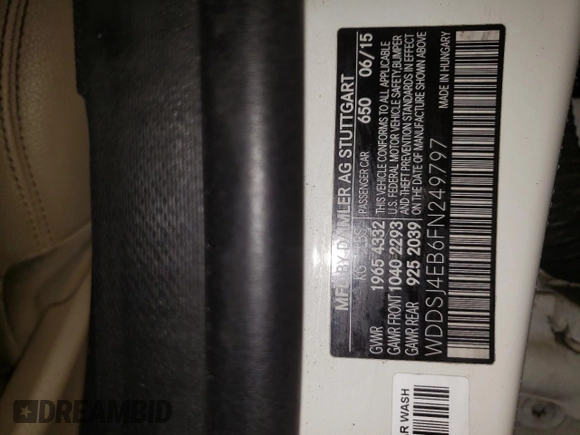 MFD BY DAIMLER AG STUTTGART
KG LBS PASSENGER CAR 650 06/15
GVWR 1965 4332 THIS VEHICLE CONFORMS TO ALL APPLICABLE
GAWR FRONT 1040 2293 U.S. FEDERAL MOTOR VEHICLE SAFETY,BUMPER
GAWR REAR 925 2039 AND THEFT PREVENTION STANDARDS IN EFFECT
ON THE DATE OF MANUFACTURE SHOWN ABOVE
WDDSJ4EB6FN249797 MADE IN HUNGARY
R WASH
DREAMBID